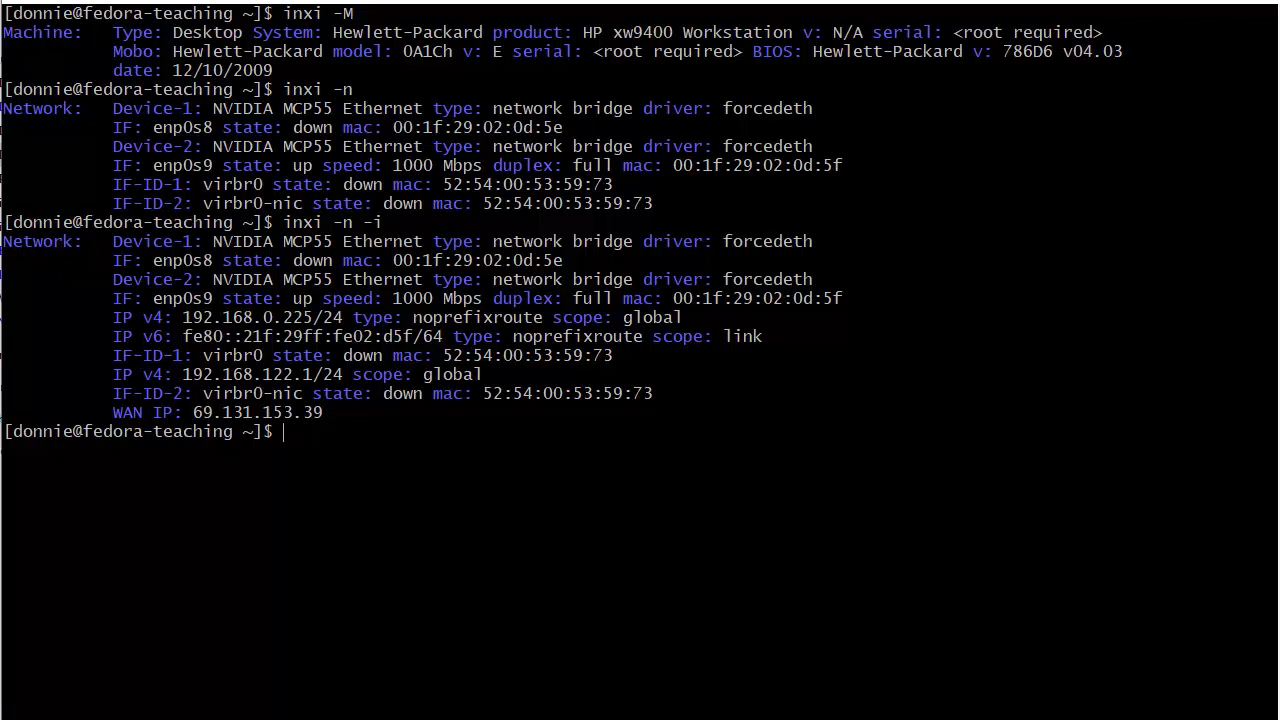 [donnie@fedora-teaching ~]$ inxi -M
Machine: Type: Desktop System: Hewlett-Packard product: HP xw9400 Workstation v: N/A serial: <root required>
Mobo: Hewlett-Packard model: 0A1Ch v: E serial: <root required> BIOS: Hewlett-Packard v: 786D6 v04.03
date: 12/10/2009
[donnie@fedora-teaching ~]$ inxi -n
Network: Device-1: NVIDIA MCP55 Ethernet type: network bridge driver: forcedeth
IF: enp0s8 state: down mac: 00:1f:29:02:0d:5e
Device-2: NVIDIA MCP55 Ethernet type: network bridge driver: forcedeth
IF: enp0s9 state: up speed: 1000 Mbps duplex: full mac: 00:1f:29:02:0d:5f
IF-ID-1: virbr0 state: down mac: 52:54:00:53:59:73
IF-ID-2: virbr0-nic state: down mac: 52:54:00:53:59:73
[donnie@fedora-teaching ~]$ inxi -n -i
Network: Device-1: NVIDIA MCP55 Ethernet type: network bridge driver: forcedeth
IF: enp0s8 state: down mac: 00:1f:29:02:0d:5e
Device-2: NVIDIA MCP55 Ethernet type: network bridge driver: forcedeth
IF: enp0s9 state: up speed: 1000 Mbps duplex: full mac: 00:1f:29:02:0d:5f
IP v4: 192.168.0.225/24 type: noprefixroute scope: global
IP v6: fe80::21f:29ff:fe02:d5f/64 type: noprefixroute scope: link
IF-ID-1: virbr0 state: down mac: 52:54:00:53:59:73
IP v4: 192.168.122.1/24 scope: global
IF-ID-2: virbr0-nic state: down mac: 52:54:00:53:59:73
WAN IP: 69.131.153.39
[donnie@fedora-teaching ~]$